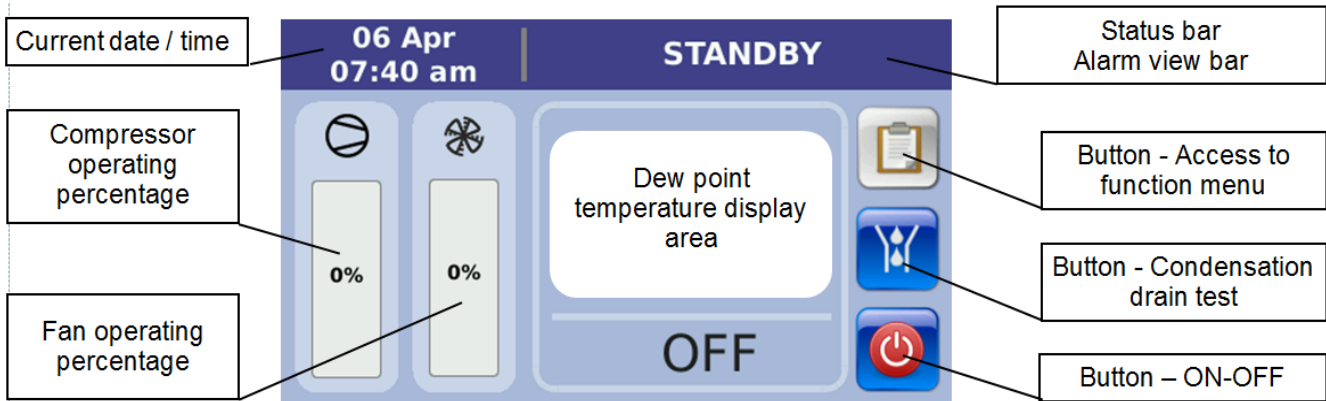 Current date / time
Compressor
operating
percentage
Fan operating
percentage
06 Apr
07:40 am
STANDBY
0%
0%
Dew point
temperature display
area
OFF
Status bar
Alarm view bar
Button - Access to
function menu
Button - Condensation
drain test
Button – ON-OFF